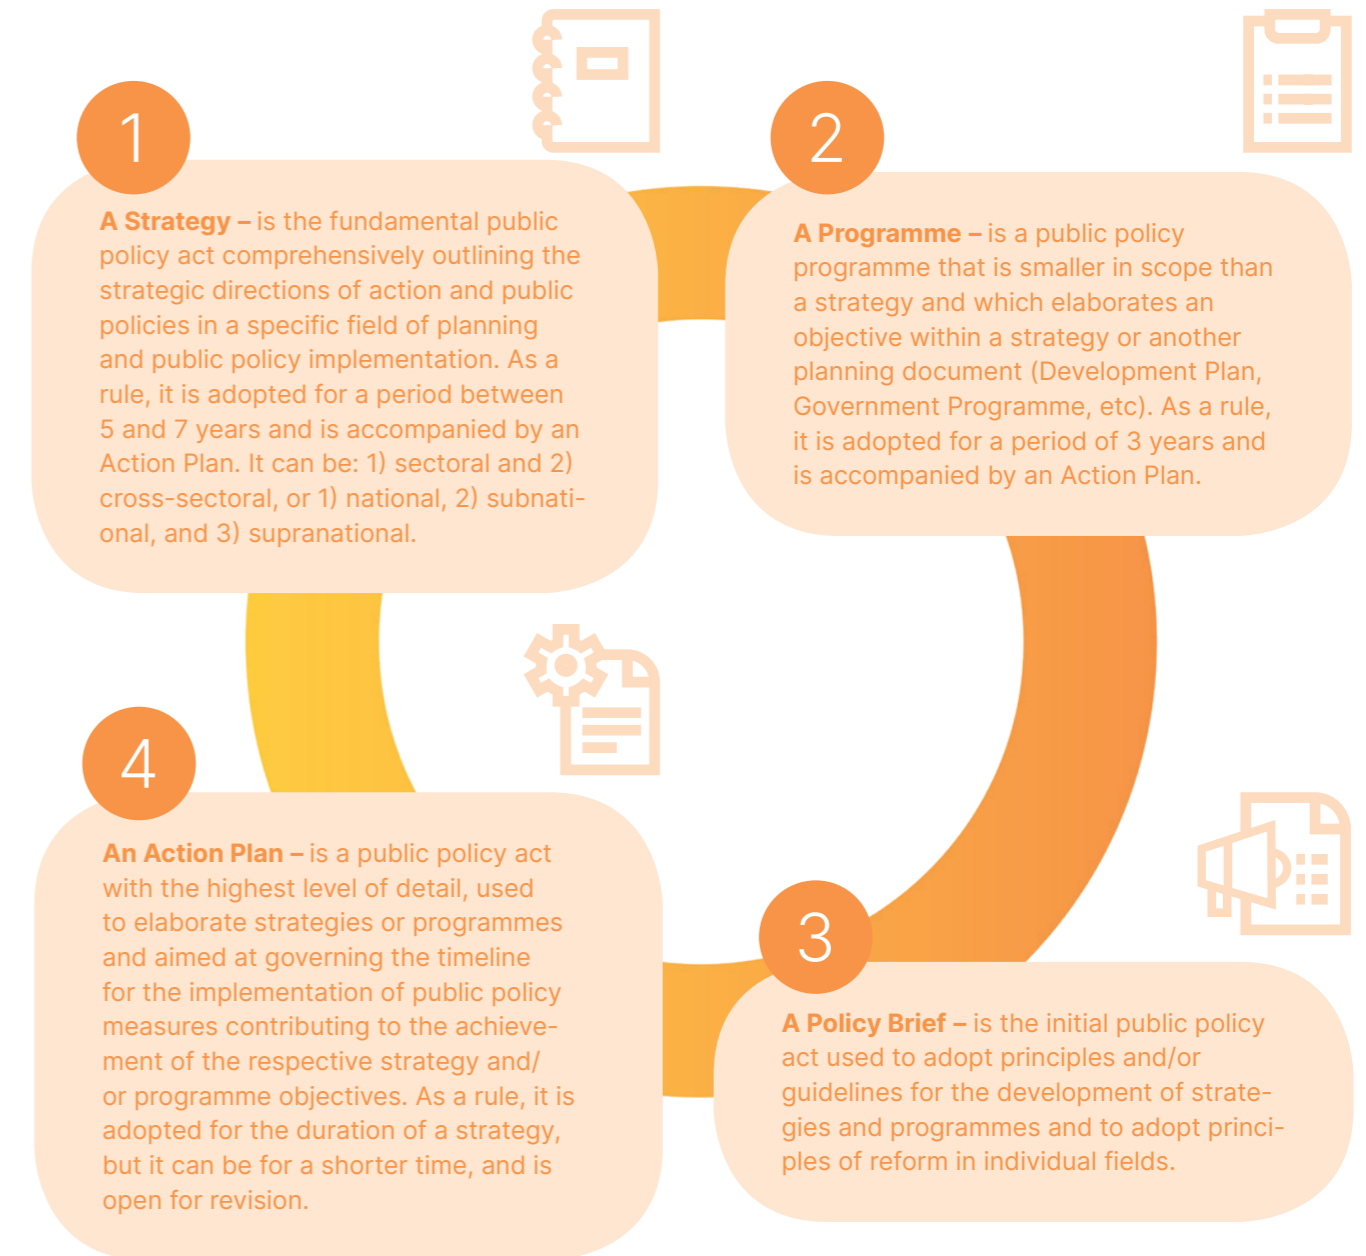 1
A Strategy – is the fundamental public
policy act comprehensively outlining the
strategic directions of action and public
policies in a specific field of planning
and public policy implementation. As a
rule, it is adopted for a period between
5 and 7 years and is accompanied by an
Action Plan. It can be: 1) sectoral and 2)
cross-sectoral, or 1) national, 2) subnati-
onal, and 3) supranational.
2
A Programme – is a public policy
programme that is smaller in scope than
a strategy and which elaborates an
objective within a strategy or another
planning document (Development Plan,
Government Programme, etc). As a rule,
it is adopted for a period of 3 years and
is accompanied by an Action Plan.
3
A Policy Brief – is the initial public policy
act used to adopt principles and/or
guidelines for the development of strate-
gies and programmes and to adopt princi-
ples of reform in individual fields.
4
An Action Plan – is a public policy act
with the highest level of detail, used
to elaborate strategies or programmes
and aimed at governing the timeline
for the implementation of public policy
measures contributing to the achieve-
ment of the respective strategy and/
or programme objectives. As a rule, it is
adopted for the duration of a strategy,
but it can be for a shorter time, and is
open for revision.